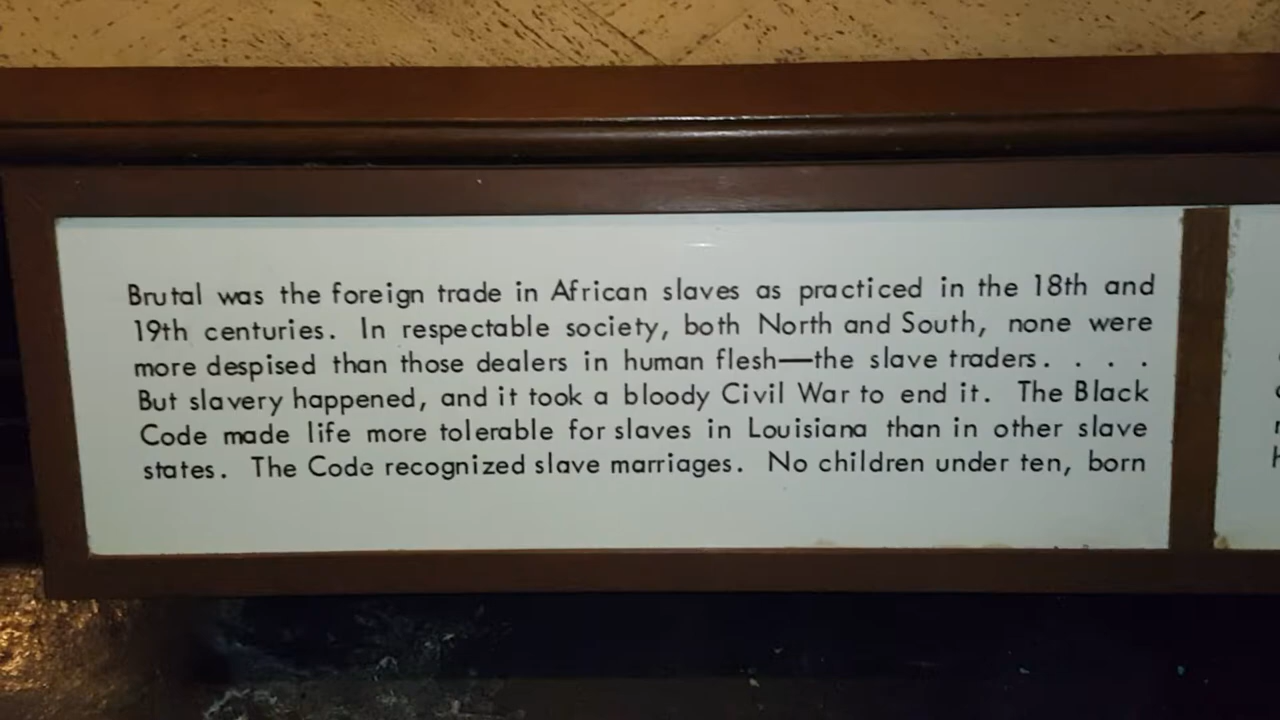 Brutal was the foreign trade in African slaves as practiced in the 18th and
19th centuries. In respectable society, both North and South, none were
more despised than those dealers in human flesh—the slave traders. . . .
But slavery happened, and it took a bloody Civil War to end it. The Black
Code made life more tolerable for slaves in Louisiana than in other slave
states. The Code recognized slave marriages. No children under ten, born